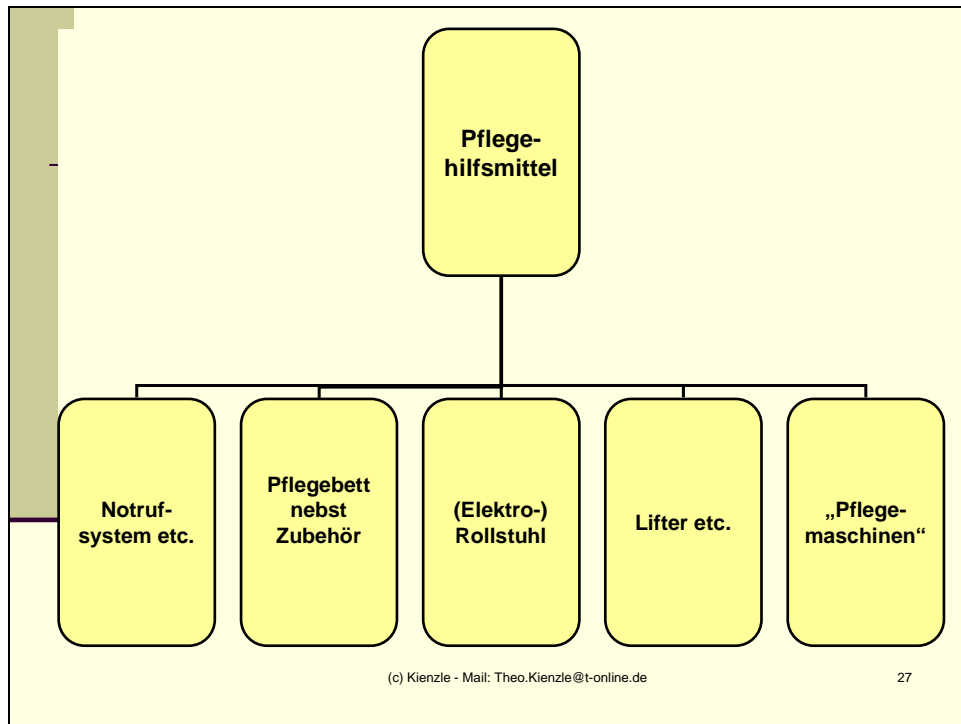 Pflege-
hilfsmittel
Notruf-
system etc.
Pflegebett
nebst
Zubehör
(Elektro-)
Rollstuhl
Lifter etc.
„Pflege-
maschinen“
(c) Kienzle - Mail: Theo.Kienzle@t-online.de
27